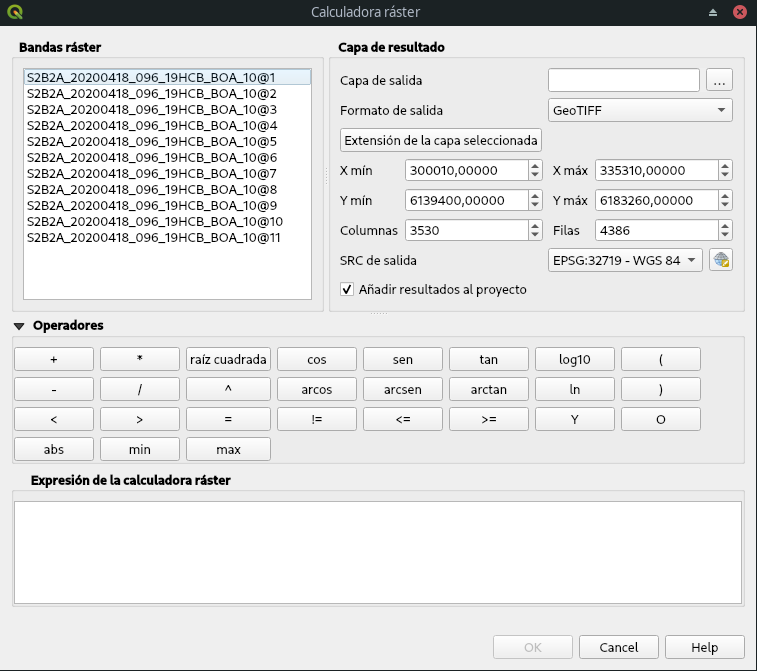 Calculadora ráster
Bandas ráster
S2B2A_20200418_096_19HCB_BOA_10@1
S2B2A_20200418_096_19HCB_BOA_10@2
S2B2A_20200418_096_19HCB_BOA_10@3
S2B2A_20200418_096_19HCB_BOA_10@4
S2B2A_20200418_096_19HCB_BOA_10@5
S2B2A_20200418_096_19HCB_BOA_10@6
S2B2A_20200418_096_19HCB_BOA_10@7
S2B2A_20200418_096_19HCB_BOA_10@8
S2B2A_20200418_096_19HCB_BOA_10@9
S2B2A_20200418_096_19HCB_BOA_10@10
S2B2A_20200418_096_19HCB_BOA_10@11
Capa de resultado
Capa de salida ...
Formato de salida GeoTIFF
Extensión de la capa seleccionada
X mín 300010,00000 X máx 335310,00000
Y mín 6139400,00000 Y máx 6183260,00000
Columnas 3530 Filas 4386
SRC de salida EPSG:32719 - WGS 84
Añadir resultados al proyecto
Operadores
+ * raíz cuadrada cos sen tan log10 (
- / ^ arcos arcsen arctan ln )
< > = != <= >= Y O
abs min max
Expresión de la calculadora ráster
OK Cancel Help